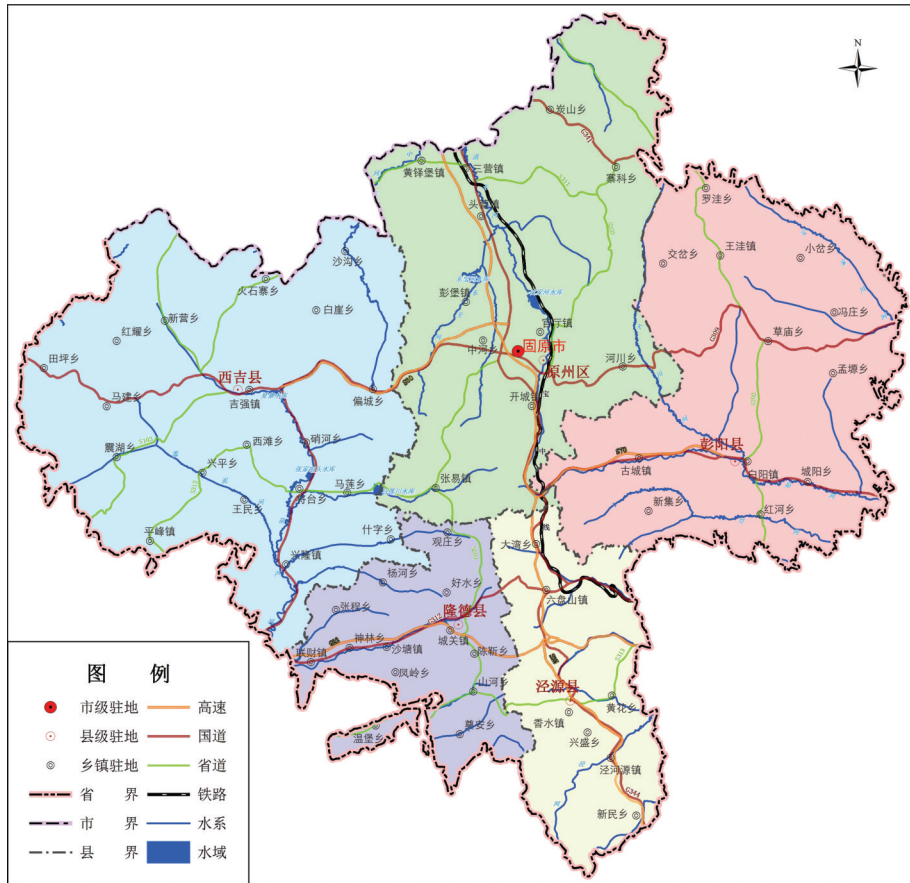 N
炭山乡
G341
寨科乡
三营镇
黄铎堡镇
S311
头营镇
罗洼乡
王洼镇
小岔乡
交岔乡
沙沟乡
火石寨乡
白崖乡
彭堡镇
冯庄乡
新营乡
红耀乡
官厅镇
中河乡
固原市
原州区
河川乡
草庙乡
孟塬乡
田坪乡
西吉县
吉强镇
偏城乡
马建乡
开城镇
震湖乡
西滩乡
硝河乡
兴平乡
彭阳县
古城镇
白阳镇
城阳乡
王民乡
将台乡
马莲乡
张易镇
新集乡
红河乡
平峰镇
什字乡
观庄乡
大湾乡
兴隆镇
杨河乡
好水乡
六盘山镇
张程乡
隆德县
G312
城关镇
神林乡
沙塘镇
联财镇
陈靳乡
凤岭乡
S313
山河乡
泾源县
黄花乡
香水镇
奠安乡
温堡乡
兴盛乡
泾河源镇
G344
新民乡
图 例
市级驻地
高速
县级驻地
国道
乡镇驻地
省道
省 界
铁路
市 界
水系
县 界
水域